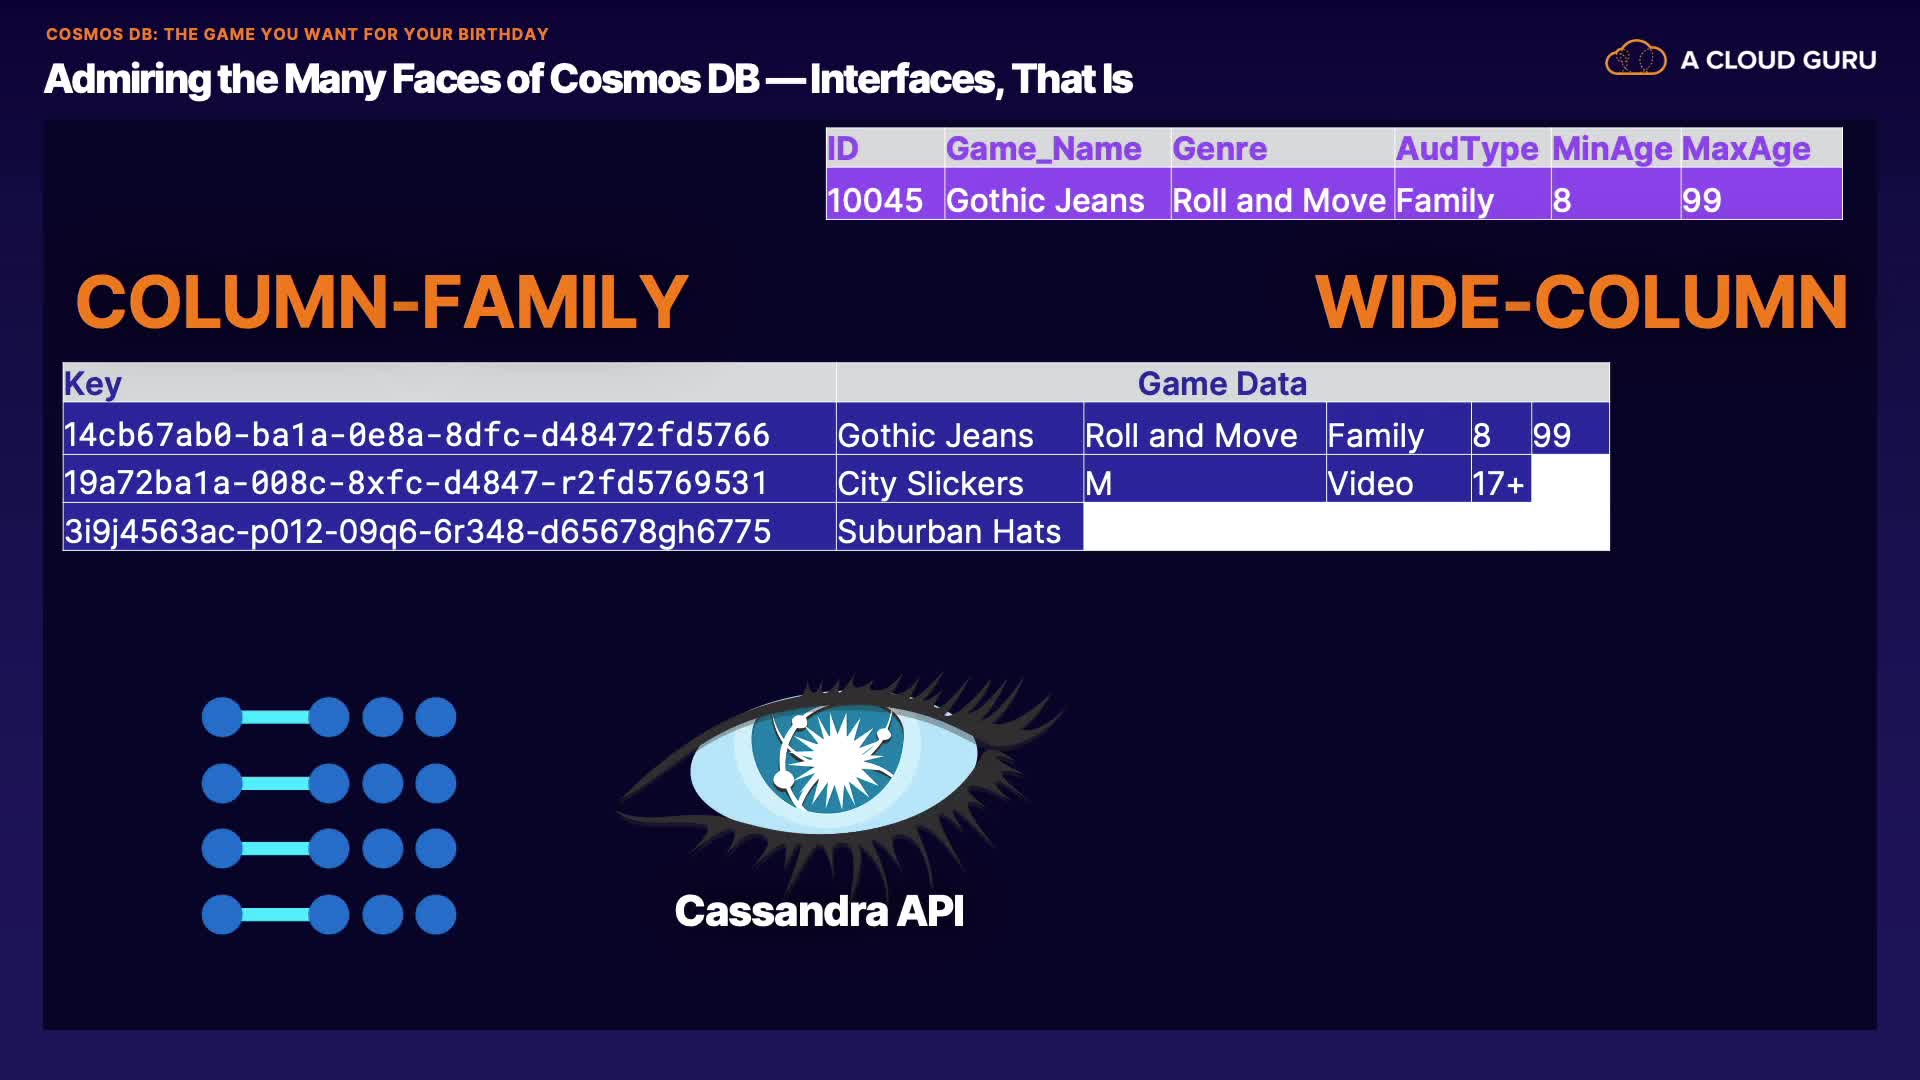 COSMOS DB: THE GAME YOU WANT FOR YOUR BIRTHDAY
Admiring the Many Faces of Cosmos DB — Interfaces, That Is
A CLOUD GURU
ID Game_Name Genre AudType MinAge MaxAge
10045 Gothic Jeans Roll and Move Family 8 99
COLUMN-FAMILY WIDE-COLUMN
Key Game Data
14cb67ab0-ba1a-0e8a-8dfc-d48472fd5766 Gothic Jeans Roll and Move Family 8 99
19a72ba1a-008c-8xfc-d4847-r2fd5769531 City Slickers M Video 17+
3i9j4563ac-p012-09q6-6r348-d65678gh6775 Suburban Hats
Cassandra API